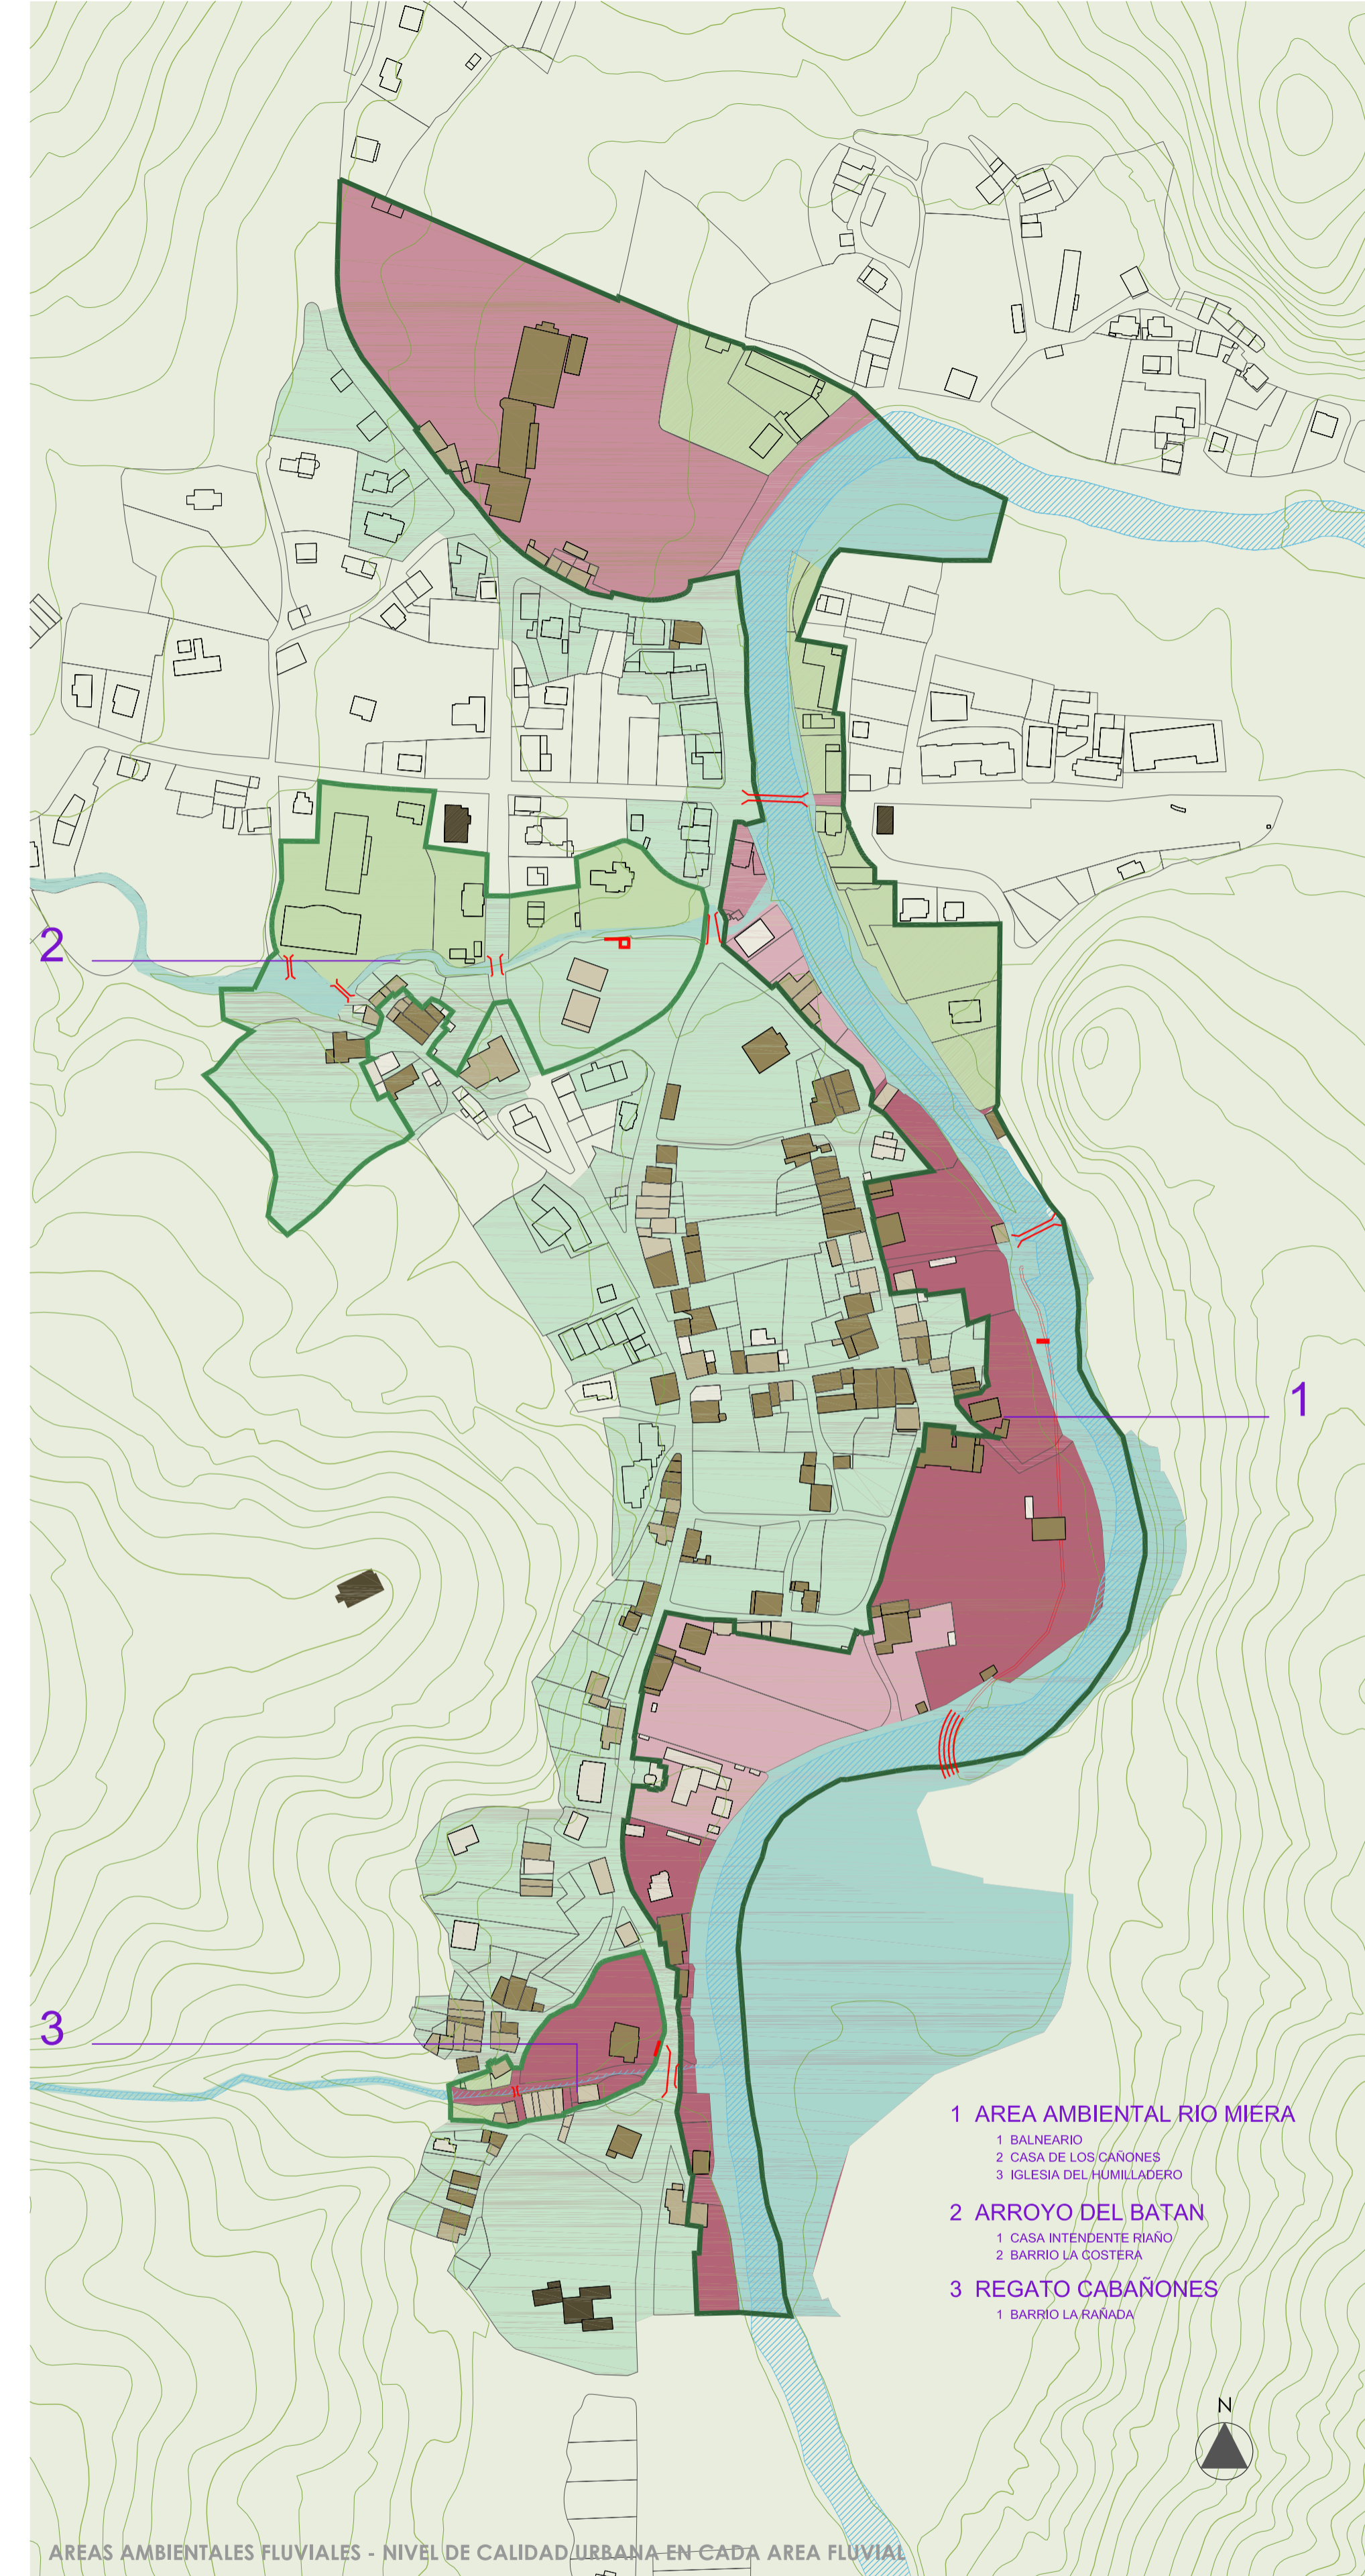 2
1
3
1 AREA AMBIENTAL RIO MIERA
1 BALNEARIO
2 CASA DE LOS CAÑONES
3 IGLESIA DEL HUMILLADERO
2 ARROYO DEL BATAN
1 CASA INTENDENTE RIAÑO
2 BARRIO LA COSTERA
3 REGATO CABAÑONES
1 BARRIO LA RAÑADA
N
AREAS AMBIENTALES FLUVIALES - NIVEL DE CALIDAD URBANA EN CADA AREA FLUVIAL